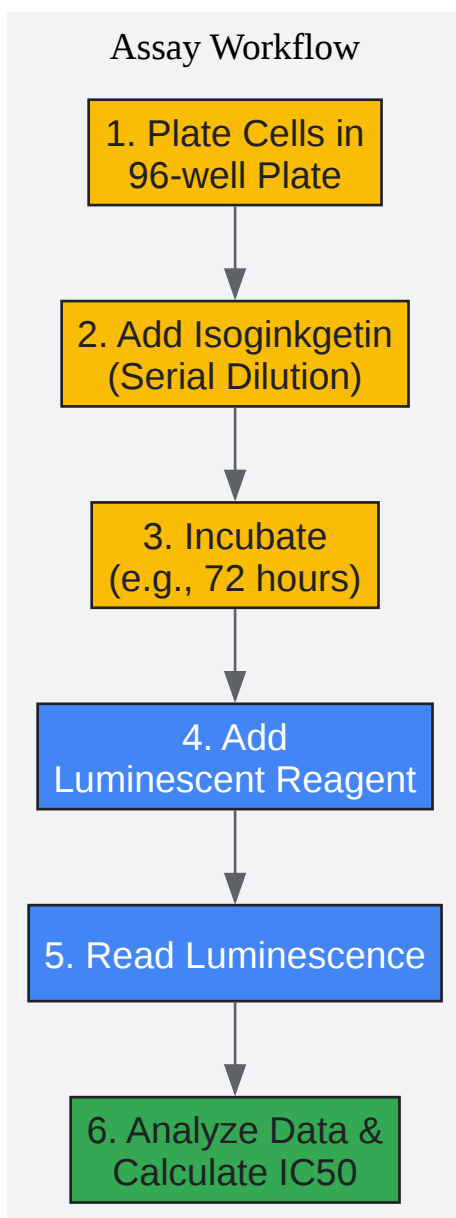 Assay Workflow
1. Plate Cells in
96-well Plate
2. Add Isoginkgetin
(Serial Dilution)
3. Incubate
(e.g., 72 hours)
4. Add
Luminescent Reagent
5. Read Luminescence
6. Analyze Data &
Calculate IC50